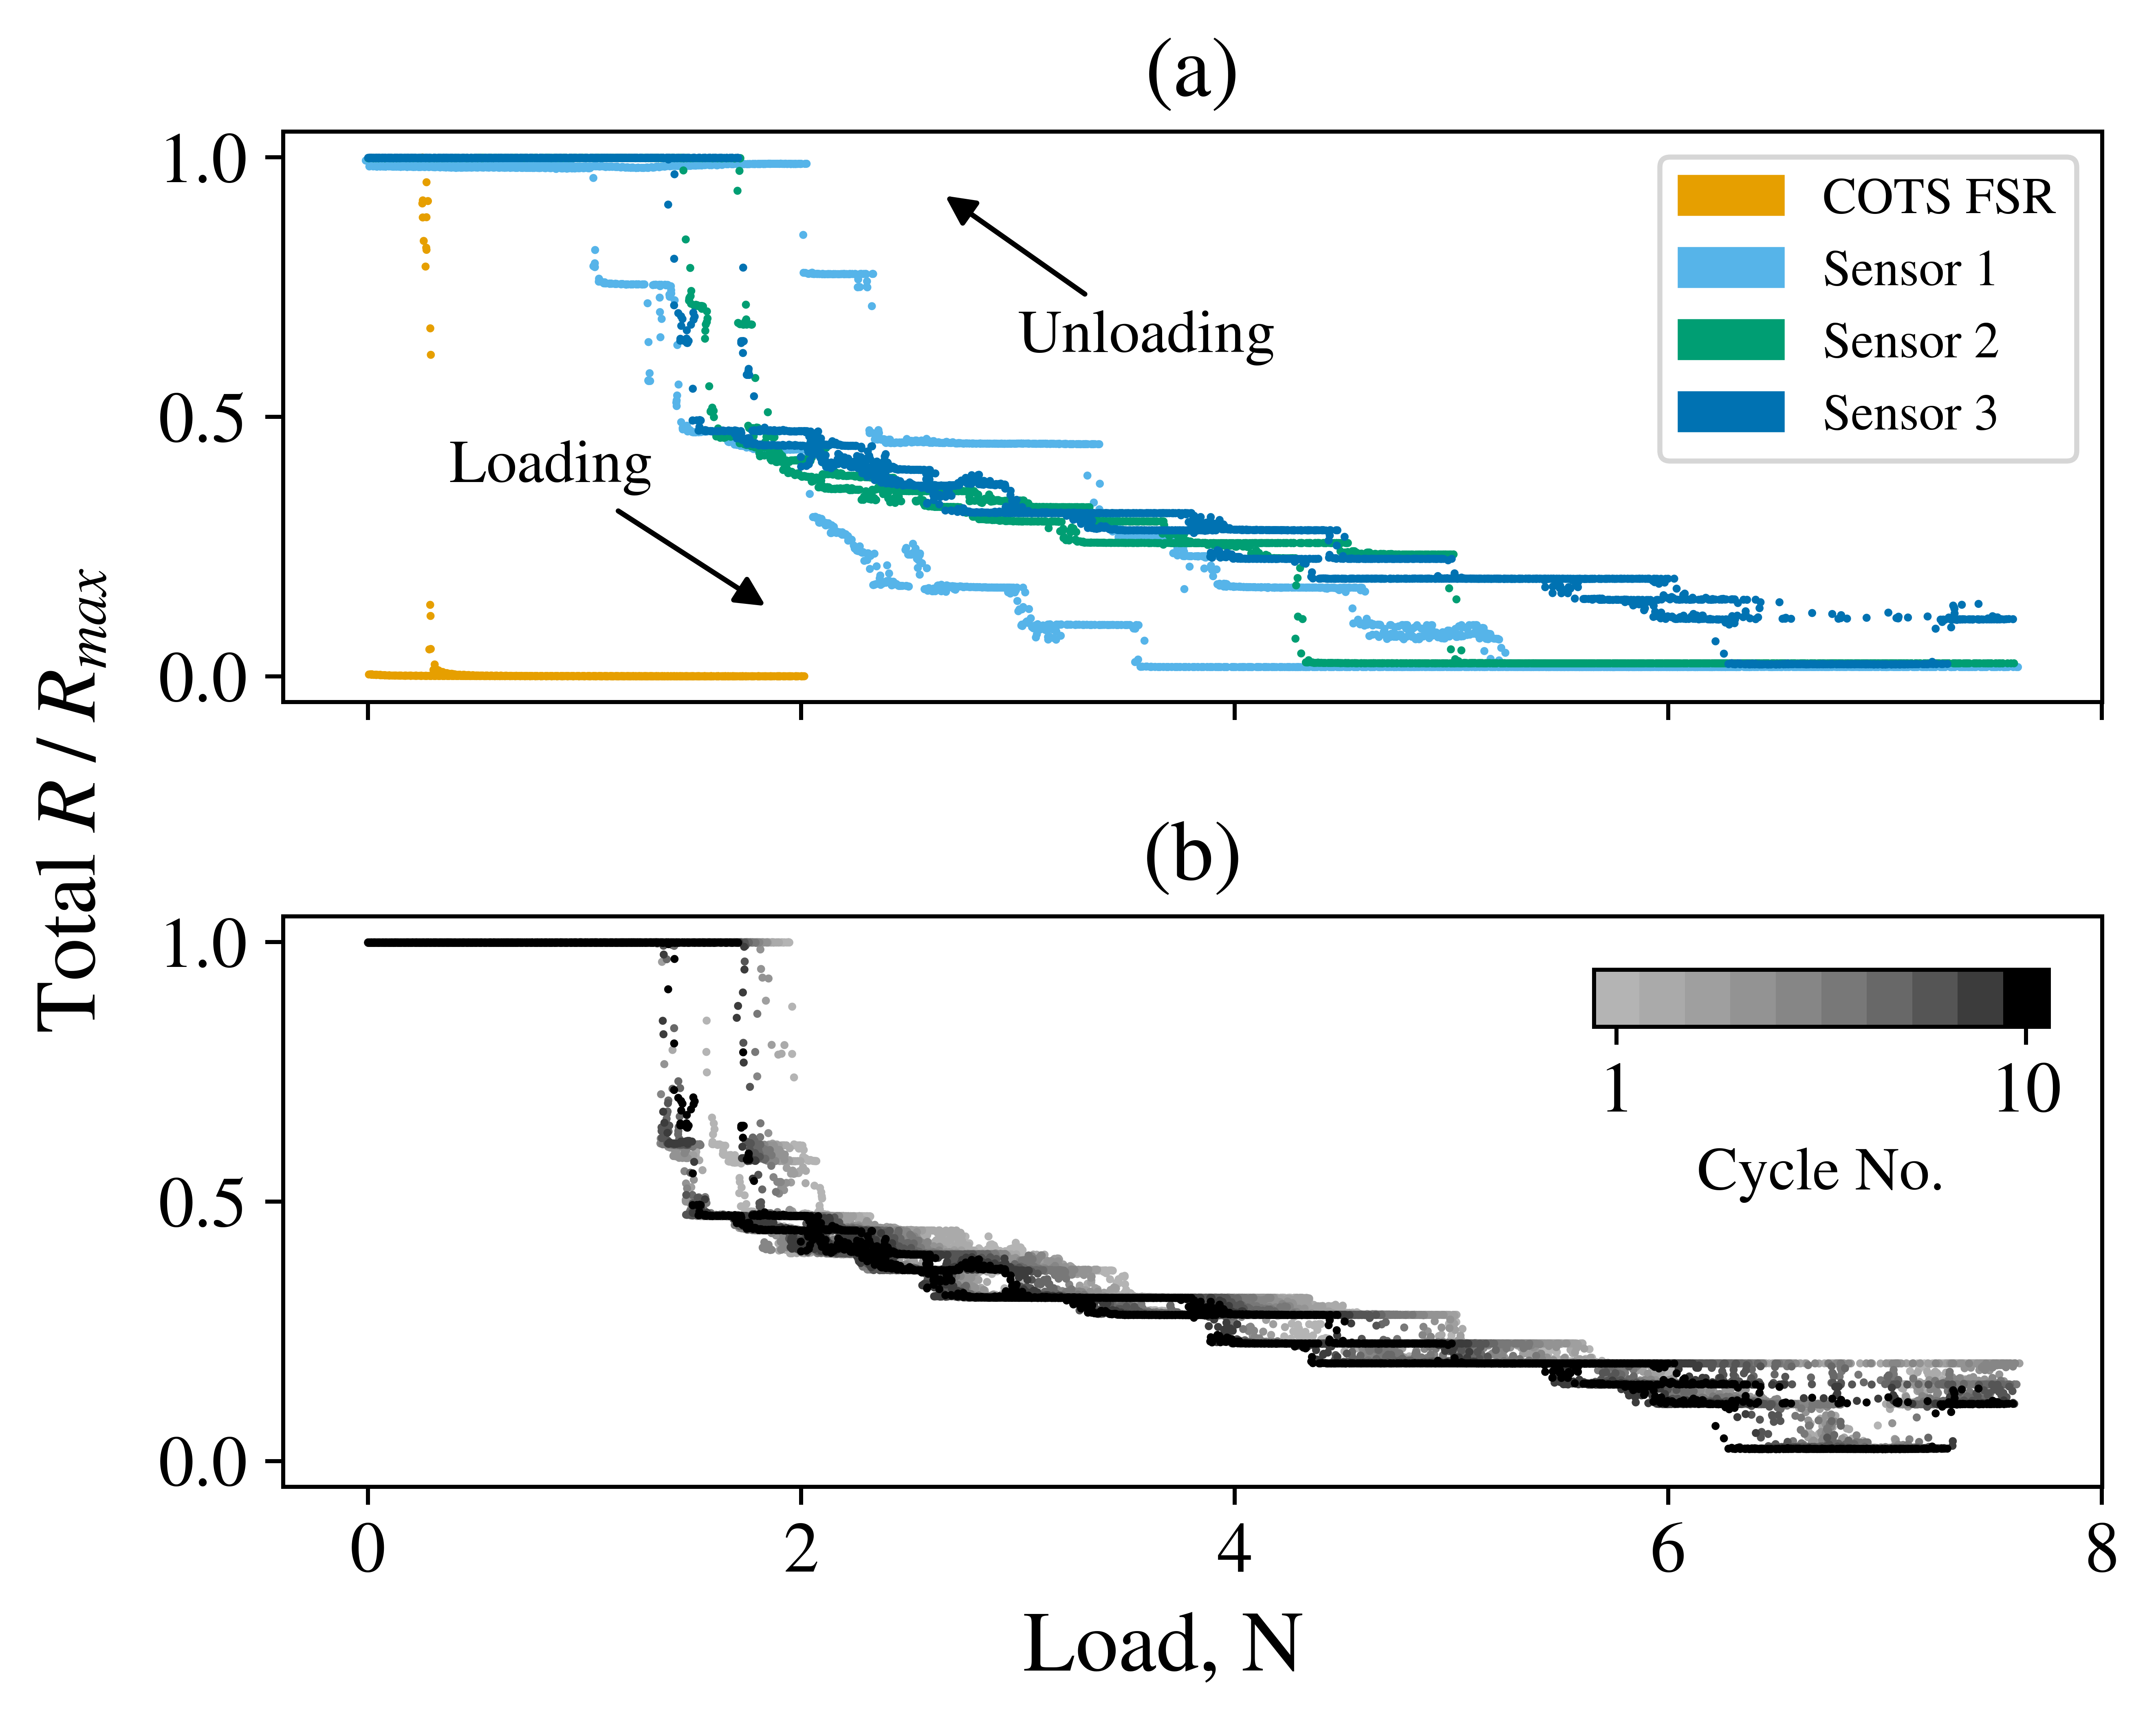 (a)
1.0
0.5
0.0
COTS FSR
Sensor 1
Sensor 2
Sensor 3
Unloading
Loading
Total R / Rmax
(b)
1.0
0.5
0.0
1 10
Cycle No.
0 2 4 6 8
Load, N